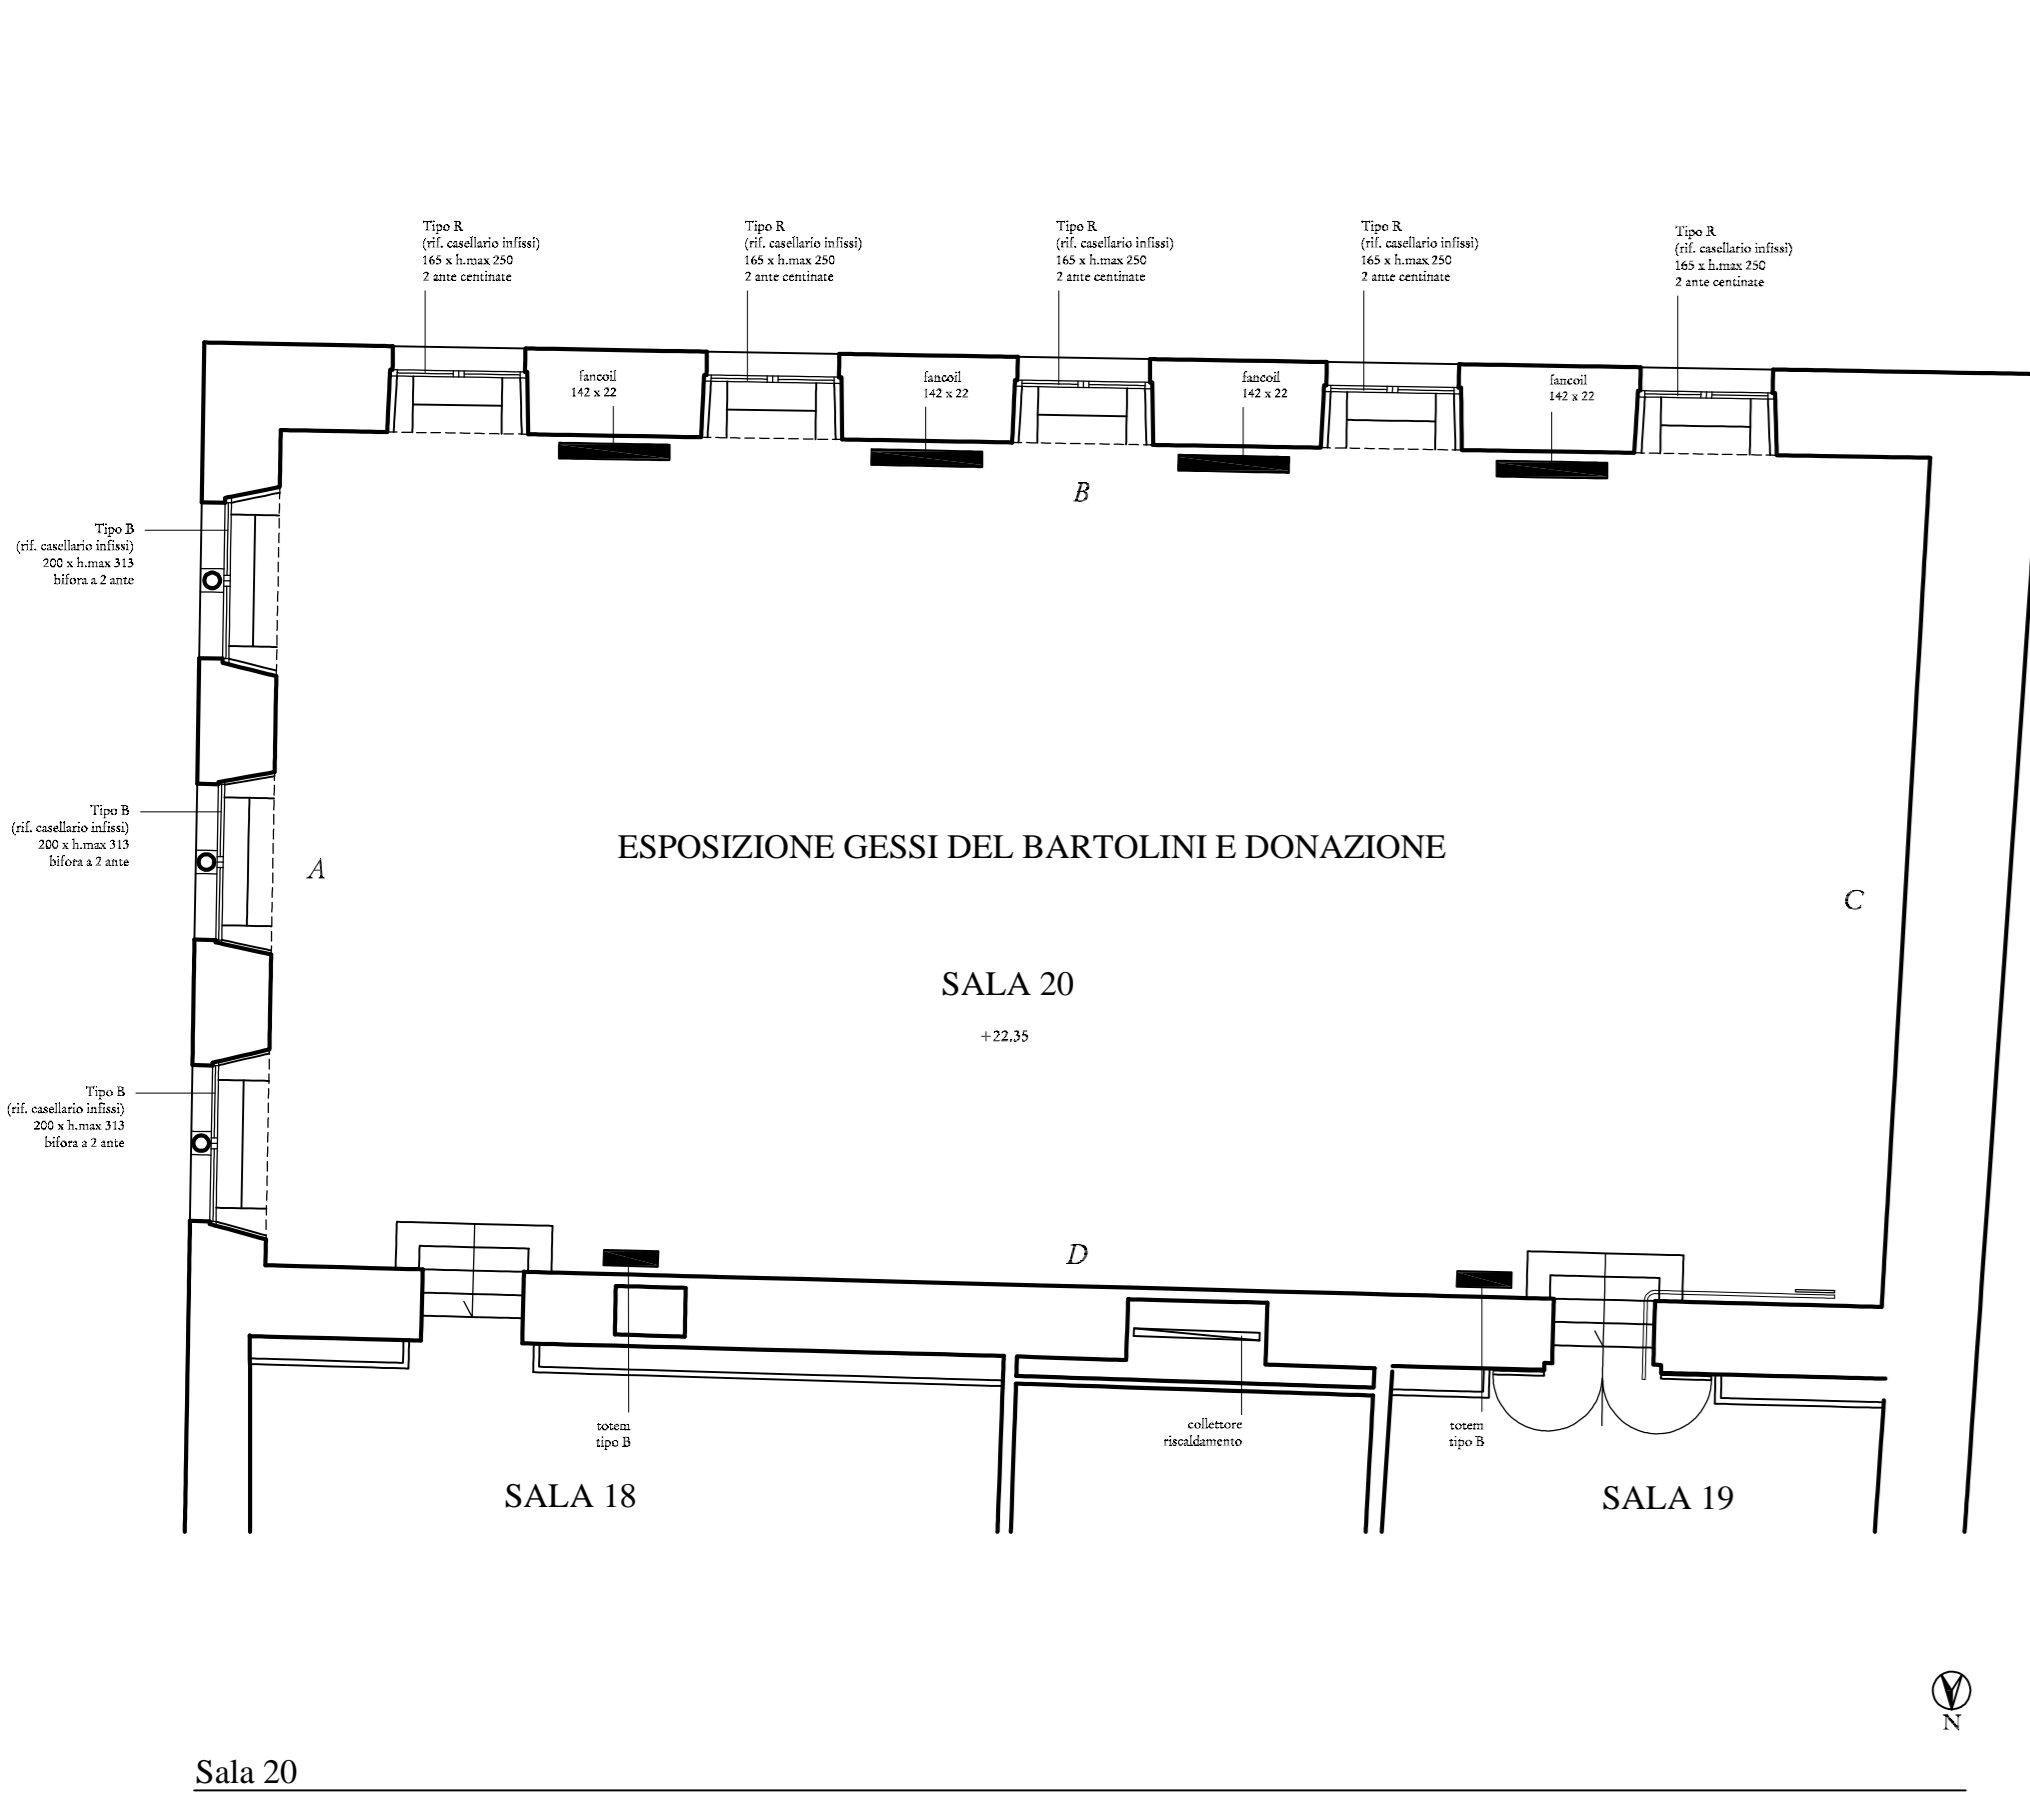 Tipo R
(rif. casellario infissi)
165 x h.max 250
2 ante centinate
Tipo R
(rif. casellario infissi)
165 x h.max 250
2 ante centinate
Tipo R
(rif. casellario infissi)
165 x h.max 250
2 ante centinate
Tipo R
(rif. casellario infissi)
165 x h.max 250
2 ante centinate
Tipo R
(rif. casellario infissi)
165 x h.max 250
2 ante centinate
fancoil
142 x 22
fancoil
142 x 22
fancoil
142 x 22
fancoil
142 x 22
B
Tipo B
(rif. casellario infissi)
200 x h.max 313
bifora a 2 ante
Tipo B
(rif. casellario infissi)
200 x h.max 313
bifora a 2 ante
A
ESPOSIZIONE GESSI DEL BARTOLINI E DONAZIONE
C
SALA 20
+22.35
Tipo B
(rif. casellario infissi)
200 x h.max 313
bifora a 2 ante
D
totem
tipo B
collettore
riscaldamento
totem
tipo B
SALA 18
SALA 19
N
Sala 20